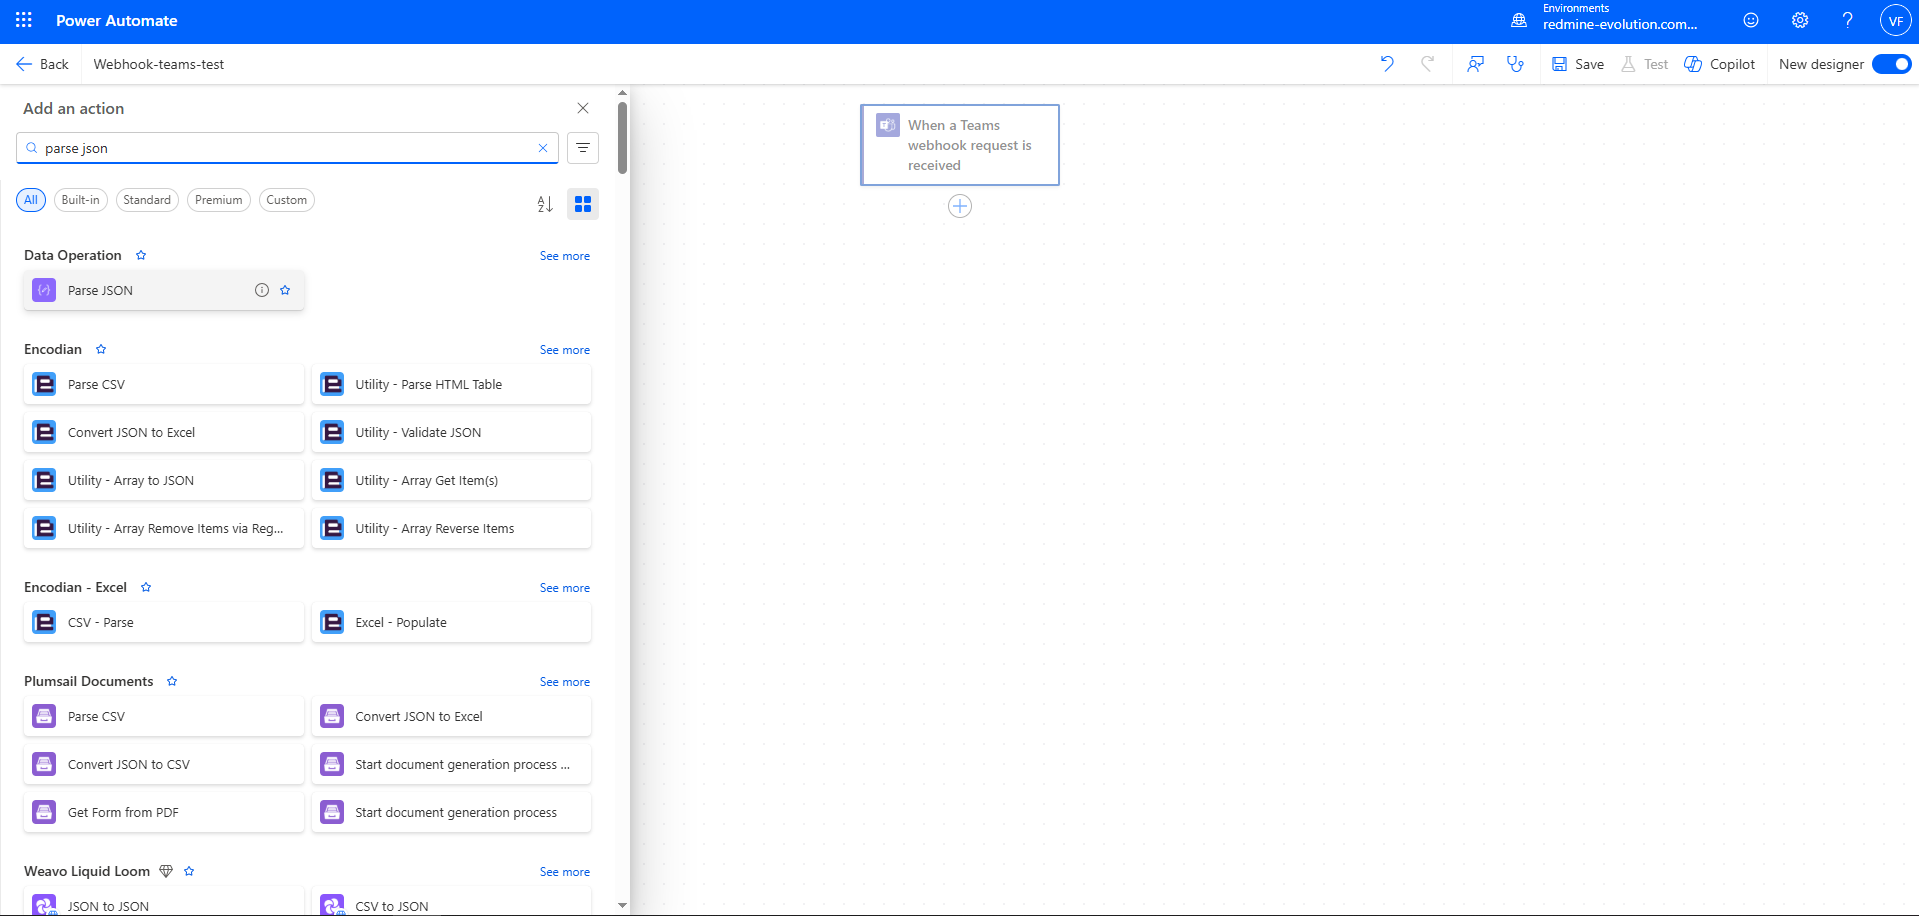 Power Automate
Environments
redmine-evolution.com...
VF
Back
Webhook-teams-test
Save
Test
Copilot
New designer
Add an action
parse json
All
Built-in
Standard
Premium
Custom
Data Operation
See more
Parse JSON
Encodian
See more
Parse CSV
Utility - Parse HTML Table
Convert JSON to Excel
Utility - Validate JSON
Utility - Array to JSON
Utility - Array Get Item(s)
Utility - Array Remove Items via Reg...
Utility - Array Reverse Items
Encodian - Excel
See more
CSV - Parse
Excel - Populate
Plumsail Documents
See more
Parse CSV
Convert JSON to Excel
Convert JSON to CSV
Start document generation process ...
Get Form from PDF
Start document generation process
Weavo Liquid Loom
See more
JSON to JSON
CSV to JSON
When a Teams
webhook request is
received